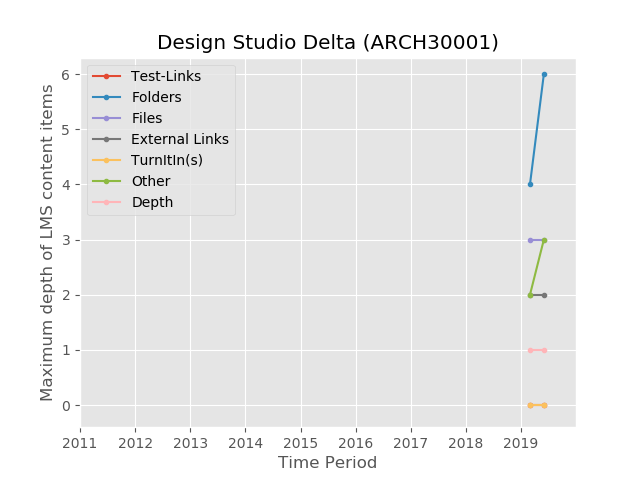 Design Studio Delta (ARCH30001)
Test-Links
Folders
Files
External Links
TurnItIn(s)
Other
Depth
Maximum depth of LMS content items
6
5
4
3
2
1
0
2011 2012 2013 2014 2015 2016 2017 2018 2019
Time Period